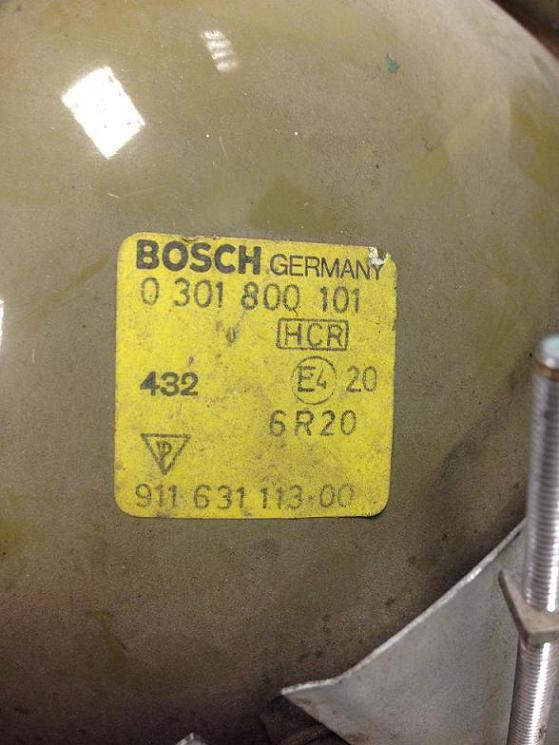 BOSCH GERMANY
0 301 800 101
HCR
432 E4 20
6R20
911 631 113·00